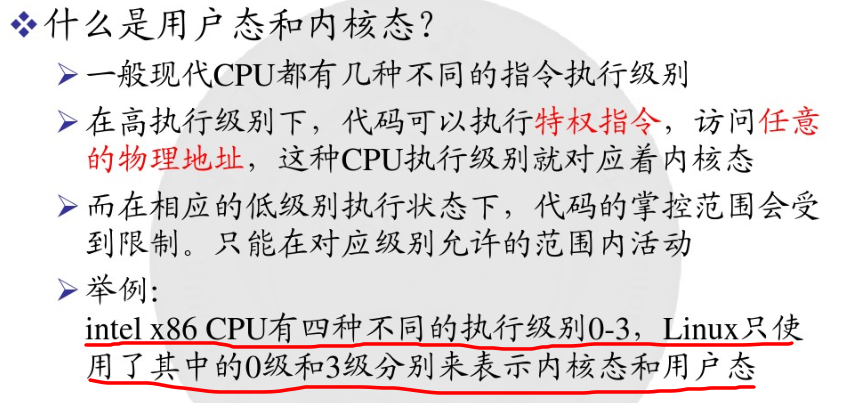 什么是用户态和内核态?
一般现代CPU都有几种不同的指令执行级别
在高执行级别下，代码可以执行特权指令，访问任意
的物理地址，这种CPU执行级别就对应着内核态
而在相应的低级别执行状态下，代码的掌控范围会受
到限制。只能在对应级别允许的范围内活动
举例:
intel x86 CPU有四种不同的执行级别0-3，Linux只使
用了其中的0级和3级分别来表示内核态和用户态